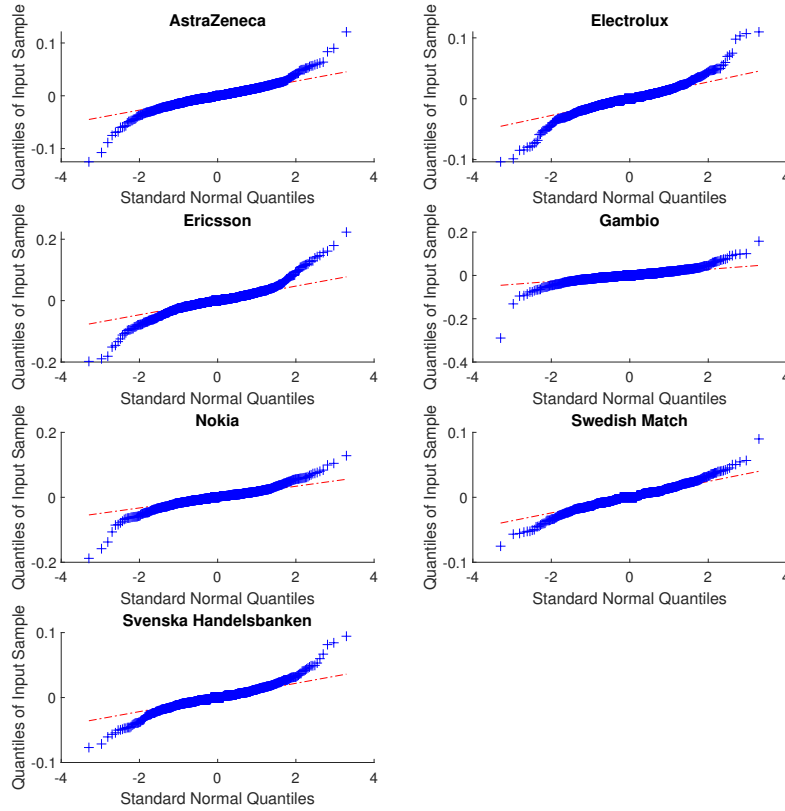 AstraZeneca
Quantiles of Input Sample
0.1
0
-0.1
-4
-2
0
2
4
Standard Normal Quantiles
Electrolux
Quantiles of Input Sample
0.1
0
-0.1
-4
-2
0
2
4
Standard Normal Quantiles
Ericsson
Quantiles of Input Sample
0.2
0
-0.2
-4
-2
0
2
4
Standard Normal Quantiles
Gambio
Quantiles of Input Sample
0.2
0
-0.2
-0.4
-4
-2
0
2
4
Standard Normal Quantiles
Nokia
Quantiles of Input Sample
0.2
0
-0.2
-4
-2
0
2
4
Standard Normal Quantiles
Swedish Match
Quantiles of Input Sample
0.1
0
-0.1
-4
-2
0
2
4
Standard Normal Quantiles
Svenska Handelsbanken
Quantiles of Input Sample
0.1
0
-0.1
-4
-2
0
2
4
Standard Normal Quantiles